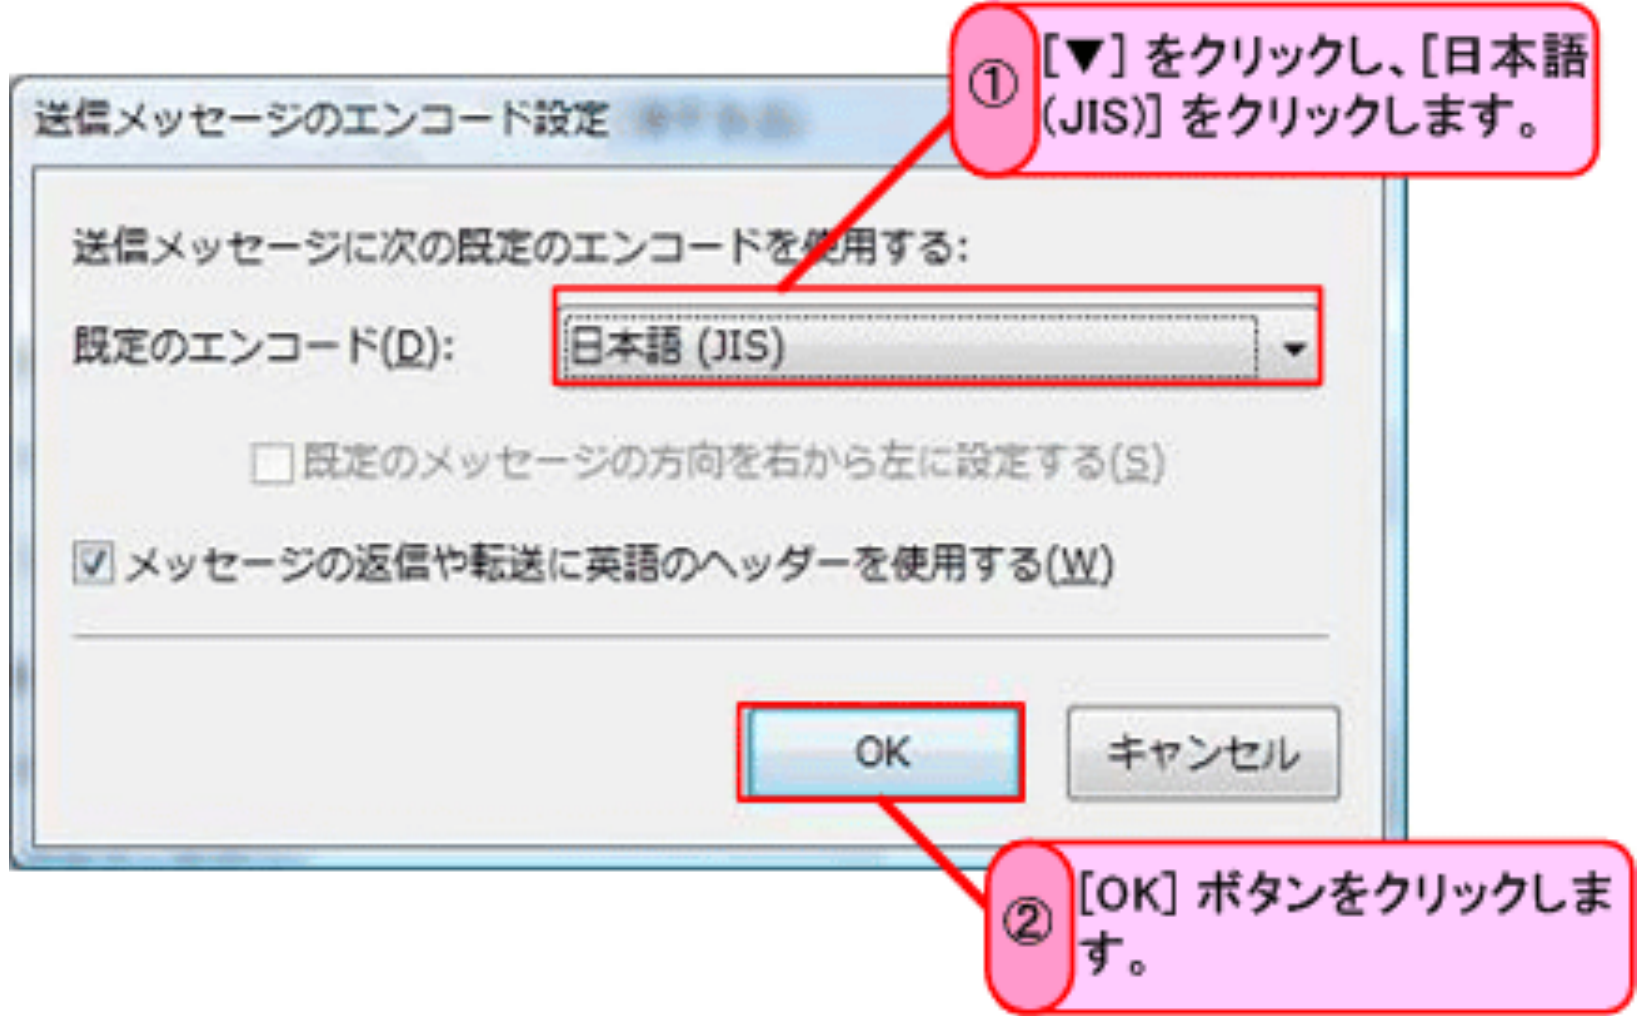 ① [▼] をクリックし、[日本語
(JIS)] をクリックします。
送信メッセージのエンコード設定
送信メッセージに次の既定のエンコードを使用する:
既定のエンコード(D): 日本語 (JIS)
既定のメッセージの方向を右から左に設定する(S)
メッセージの返信や転送に英語のヘッダーを使用する(W)
OK キャンセル
② [OK] ボタンをクリックしま
す。